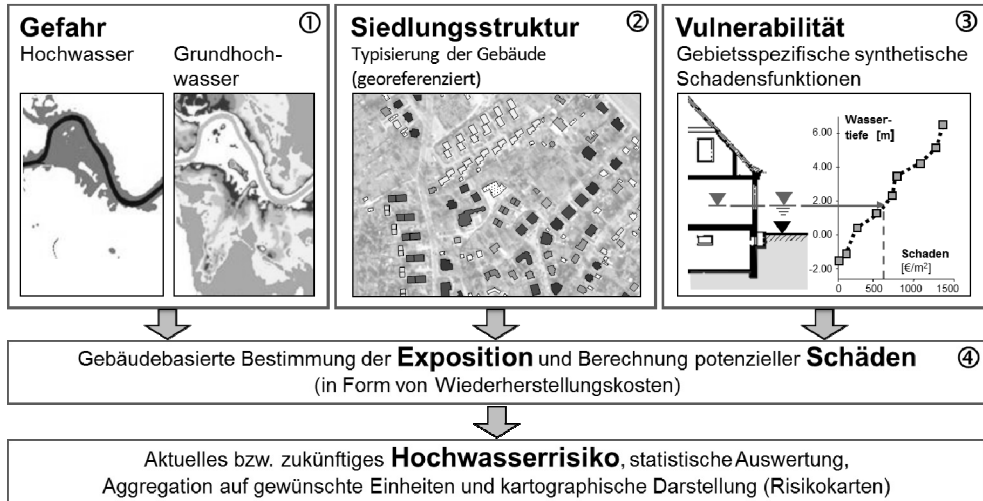 Gefahr ①
Hochwasser
Grundhoch-
wasser
Siedlungsstruktur ②
Typisierung der Gebäude
(georeferenziert)
Vulnerabilität ③
Gebietsspezifische synthetische
Schadensfunktionen
Wasser-
tiefe [m]
6.00
4.00
2.00
0.00
-2.00
Schaden
[€/m²]
0 500 1000 1500
Gebäudebasierte Bestimmung der Exposition und Berechnung potenzieller Schäden ④
(in Form von Wiederherstellungskosten)
Aktuelles bzw. zukünftiges Hochwasserrisiko, statistische Auswertung,
Aggregation auf gewünschte Einheiten und kartographische Darstellung (Risikokarten)